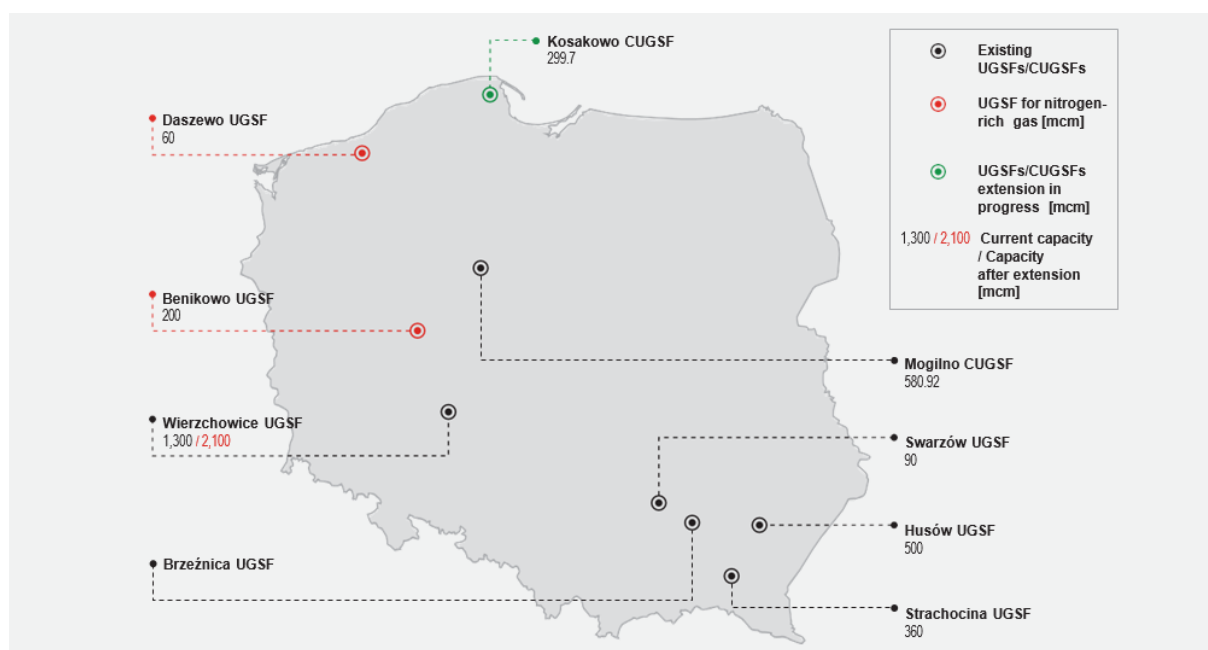 Kosakowo CUGSF
299.7
Daszewo UGSF
60
Benikowo UGSF
200
Wierzchowice UGSF
1,300 / 2,100
Brzeźnica UGSF
Mogilno CUGSF
580.92
Swarzów UGSF
90
Husów UGSF
500
Strachocina UGSF
360
Existing
UGSFs/CUGSFs
UGSF for nitrogen-
rich gas [mcm]
UGSFs/CUGSFs
extension in
progress [mcm]
1,300 / 2,100 Current capacity
/ Capacity
after extension
[mcm]